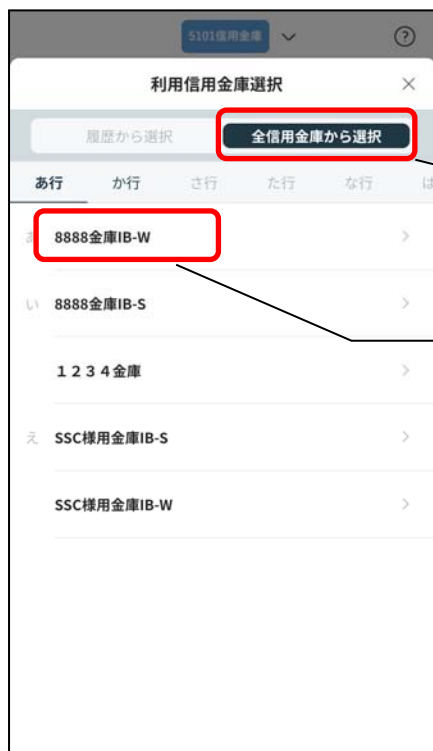 5101信用金庫
?
利用信用金庫選択
履歴から選択 全信用金庫から選択
あ行 か行 さ行 た行 な行 は
あ 8888金庫IB-W
い 8888金庫IB-S
１２３４金庫
え SSC様用金庫IB-S
SSC様用金庫IB-W